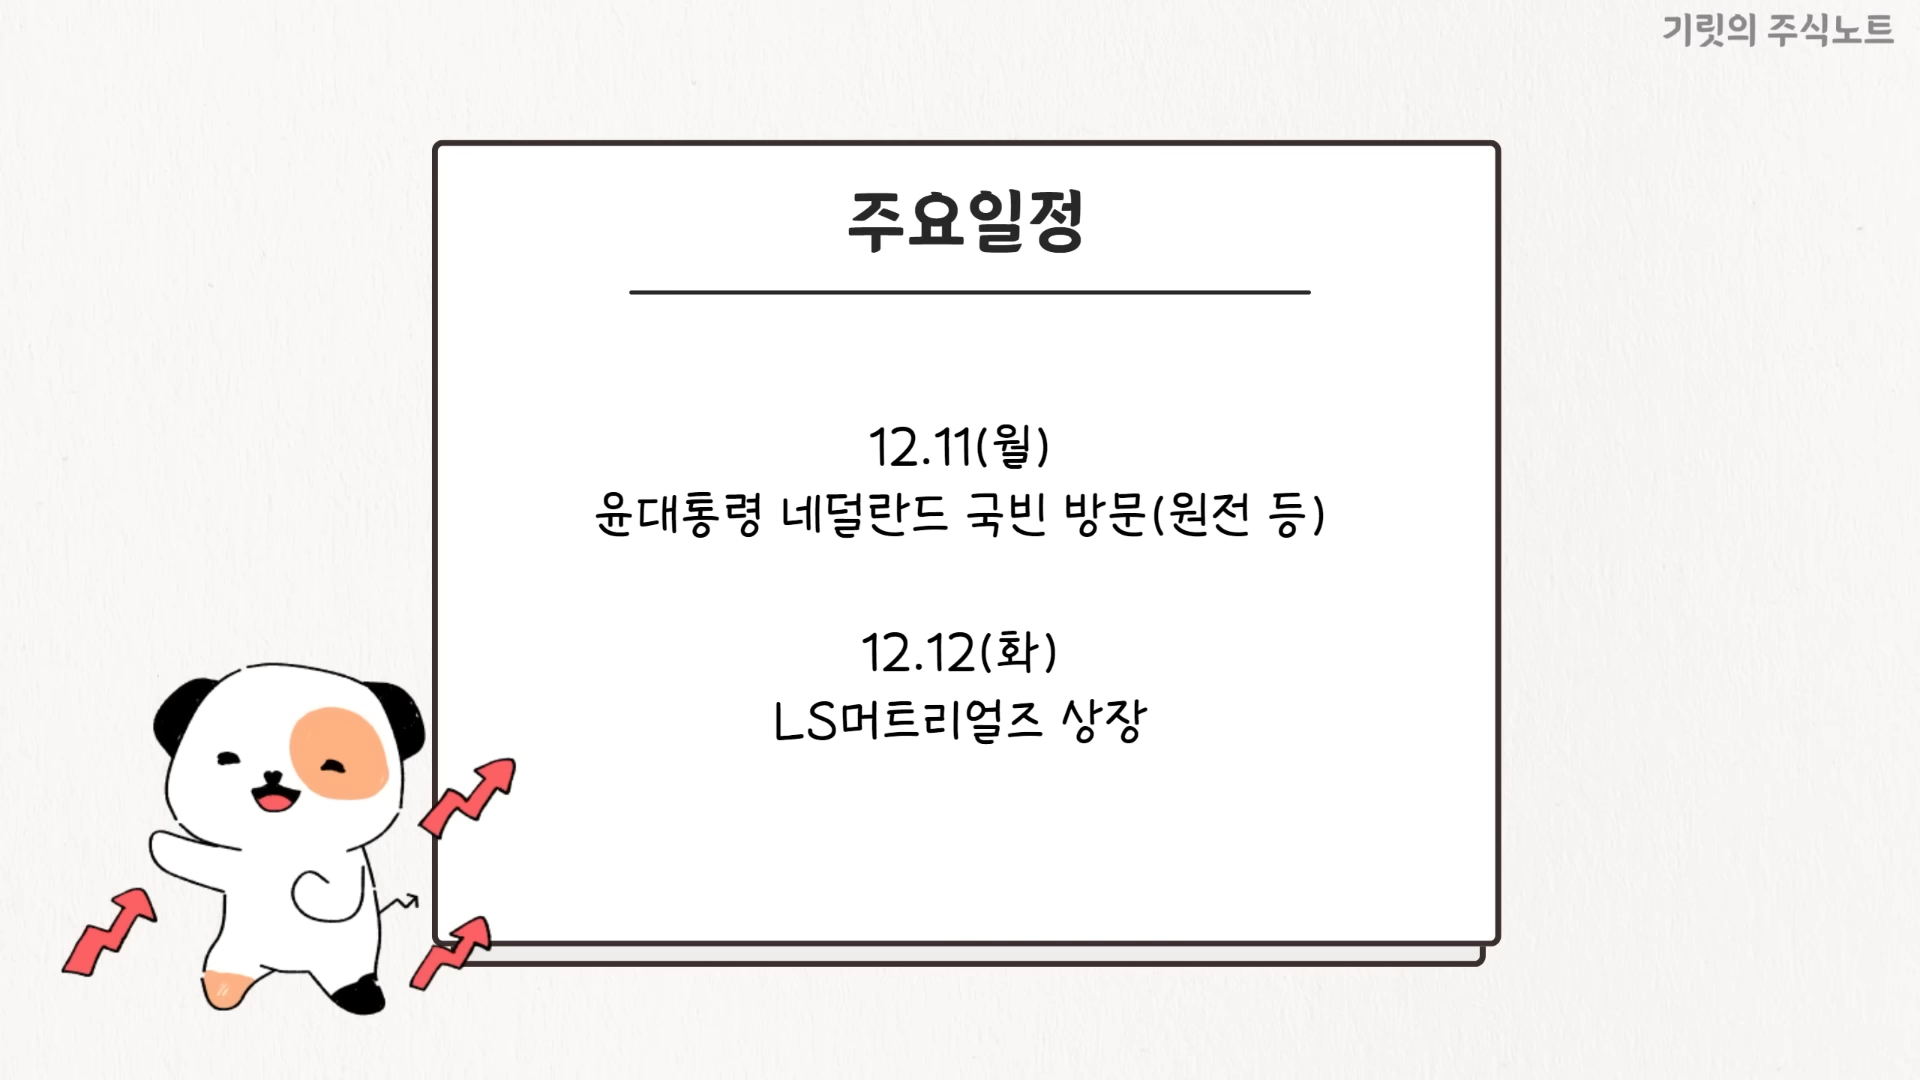 기릿의 주식노트
주요일정
12.11(월)
윤대통령 네덜란드 국빈 방문(원전 등)
12.12(화)
LS머트리얼즈 상장